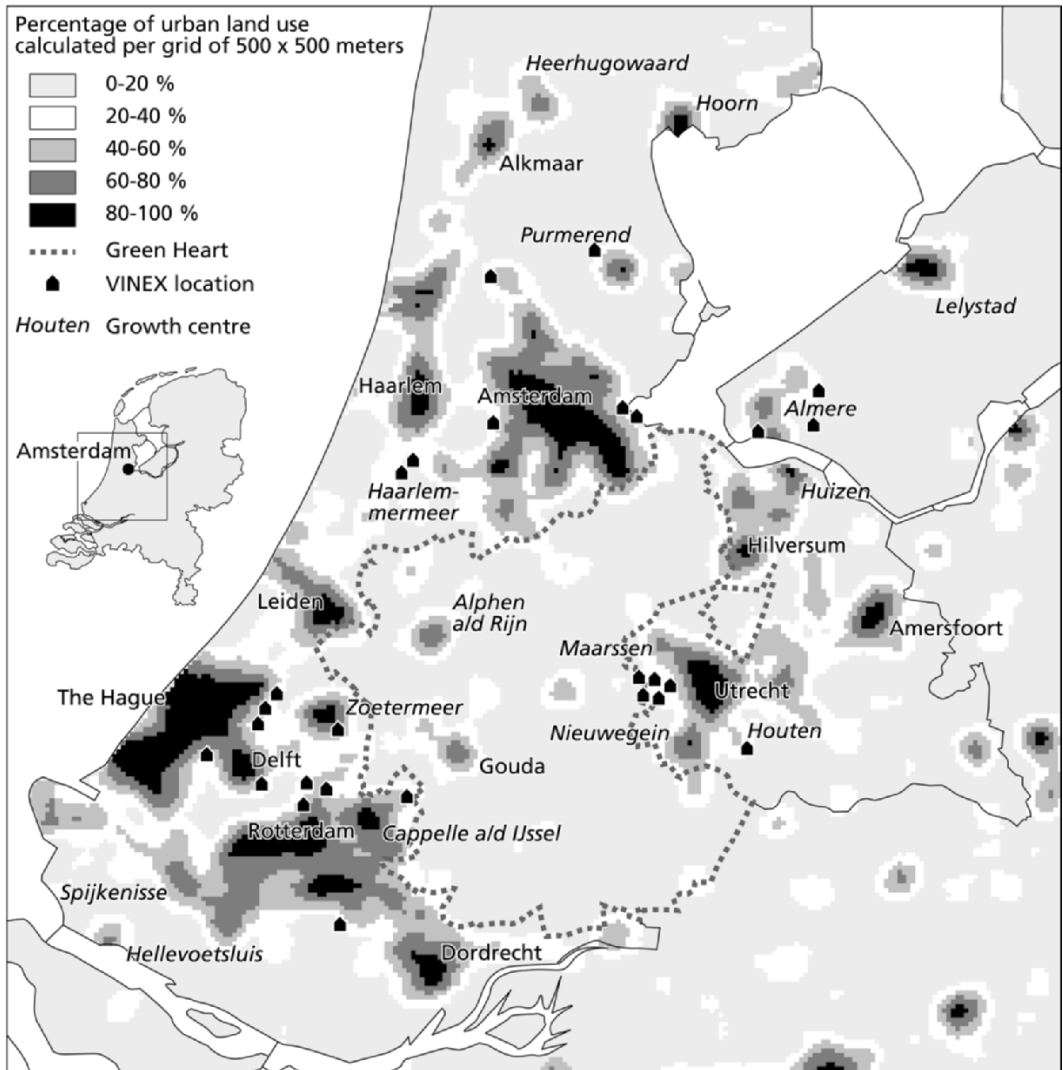 Percentage of urban land use
calculated per grid of 500 x 500 meters
0-20 %
20-40 %
40-60 %
60-80 %
80-100 %
Green Heart
VINEX location
Houten Growth centre
Amsterdam
Heerhugowaard
Hoorn
Alkmaar
Purmerend
Lelystad
Haarlem
Amsterdam
Almere
Haarlem-
mermeer
Huizen
Hilversum
Leiden
Alphen
ald Rijn
Amersfoort
Maarssen
The Hague
Utrecht
Zoetermeer
Nieuwegein
Houten
Delft
Gouda
Rotterdam
Cappelle a/d IJssel
Spijkenisse
Hellevoetsluis
Dordrecht